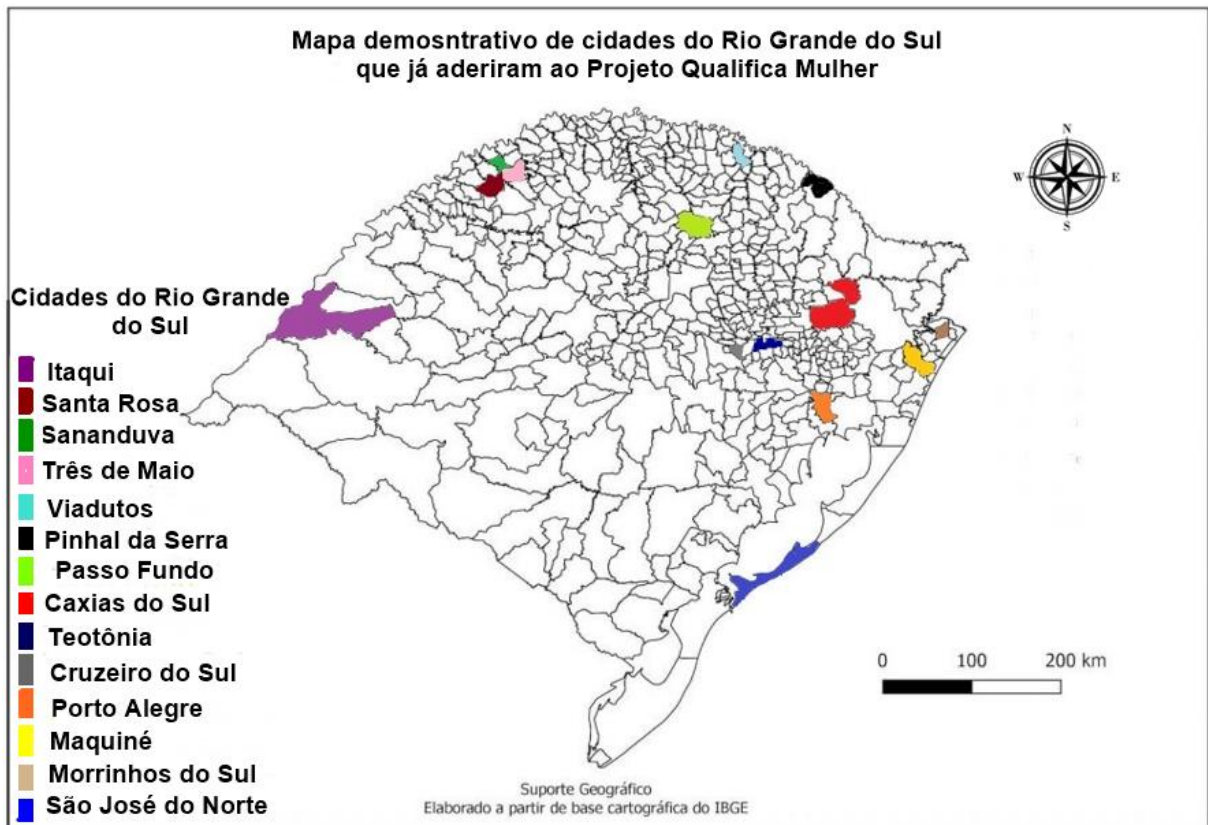 Mapa demosntrativo de cidades do Rio Grande do Sul
que já aderiram ao Projeto Qualifica Mulher
N
W
E
S
Cidades do Rio Grande
do Sul
Itaqui
Santa Rosa
Sananduva
Três de Maio
Viadutos
Pinhal da Serra
Passo Fundo
Caxias do Sul
Teotônia
Cruzeiro do Sul
Porto Alegre
Maquiné
Morrinhos do Sul
São José do Norte
0 100 200 km
Suporte Geográfico
Elaborado a partir de base cartográfica do IBGE